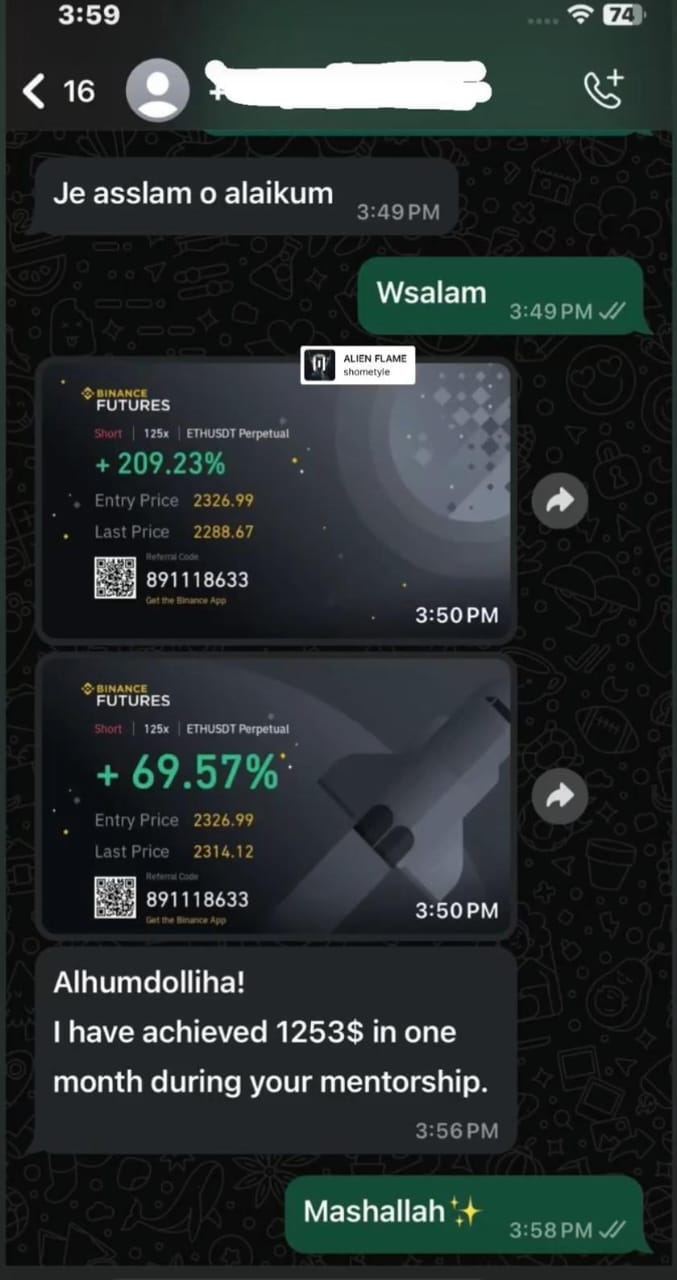 3:59
74
16
+
Je asslam o alaikum
3:49 PM
Wsalam
3:49 PM
ALIEN FLAME
shometyle
BINANCE
FUTURES
Short | 125x | ETHUSDT Perpetual
+ 209.23%
Entry Price 2326.99
Last Price 2288.67
Referral Code
891118633
Get the Binance App
3:50 PM
BINANCE
FUTURES
Short | 125x | ETHUSDT Perpetual
+ 69.57%
Entry Price 2326.99
Last Price 2314.12
Referral Code
891118633
Get the Binance App
3:50 PM
Alhumdolliha!
I have achieved 1253$ in one
month during your mentorship.
3:56 PM
Mashallah✨
3:58 PM